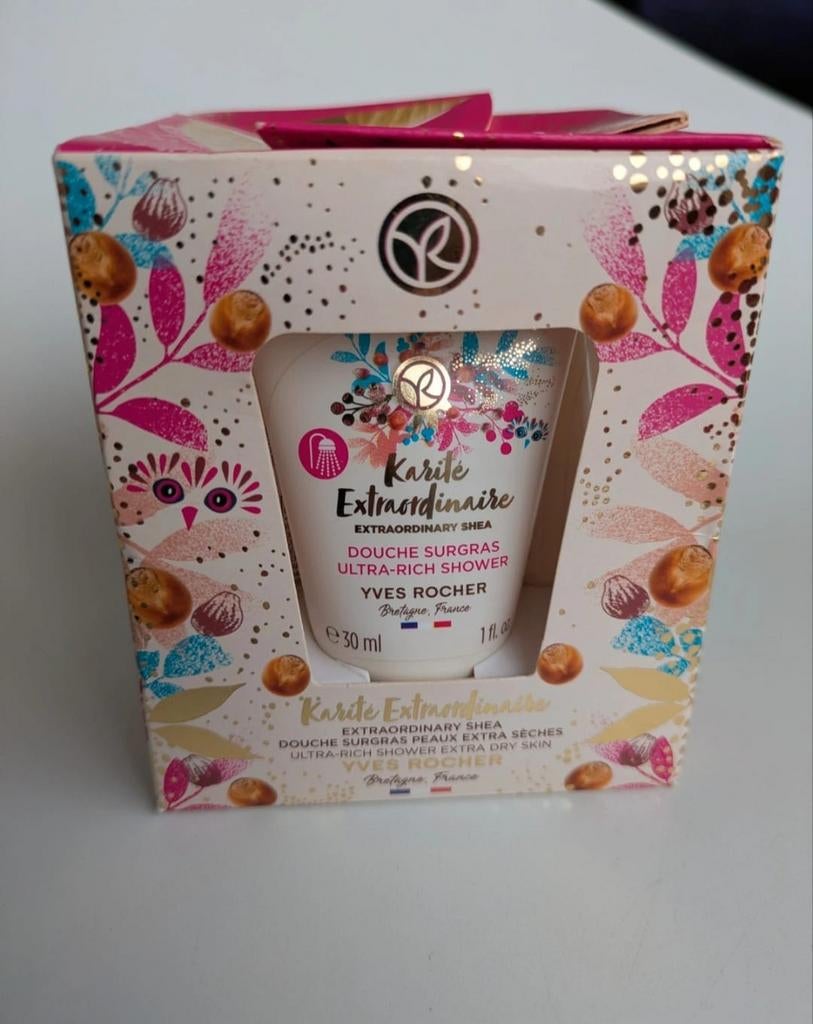 Karité
Extraordinaire
EXTRAORDINARY SHEA
DOUCHE SURGRAS
ULTRA-RICH SHOWER
YVES ROCHER
Bretagne, France
℮ 30 ml 1 fl. oz
Karité Extraordinaire
EXTRAORDINARY SHEA
DOUCHE SURGRAS PEAUX EXTRA SÈCHES
ULTRA-RICH SHOWER EXTRA DRY SKIN
YVES ROCHER
Bretagne, France